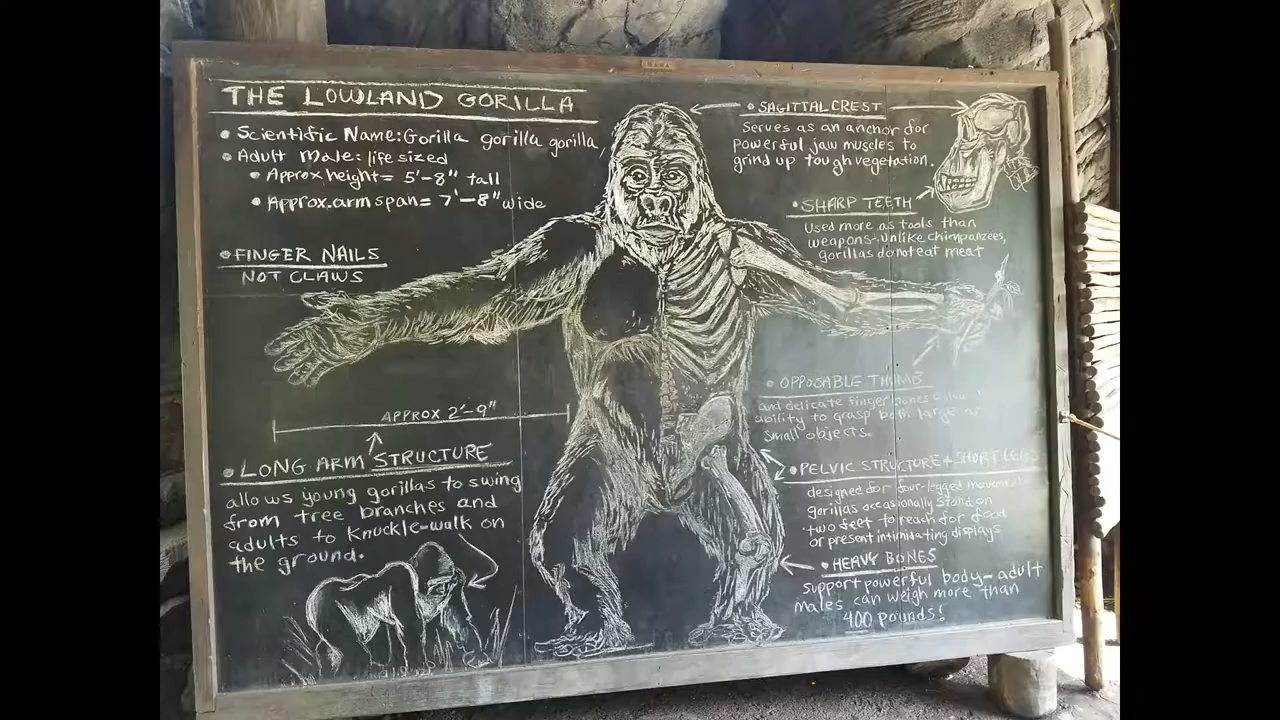 THE LOWLAND GORILLA
• Scientific Name: Gorilla gorilla gorilla
• Adult Male: life sized
• Approx height = 5'-8" tall
• Approx. arm span = 7'-8" wide
• FINGER NAILS
NOT CLAWS
APPROX 2'-9"
• LONG ARM STRUCTURE
allows young gorillas to swing
from tree branches and
adults to knuckle-walk on
the ground.
• SAGITTAL CREST
Serves as an anchor for
powerful jaw muscles to
grind up tough vegetation.
• SHARP TEETH
Used more as tools than
weapons-unlike chimpanzees,
gorillas do not eat meat
• OPPOSABLE THUMB
and delicate finger bones allow
ability to grasp both large or
small objects.
• PELVIC STRUCTURE + SHORT LEGS
designed for four-legged movement-
gorillas occasionally stand on
two feet to reach for food
or present intimidating displays
• HEAVY BONES
support powerful body-adult
males can weigh more than
400 pounds!